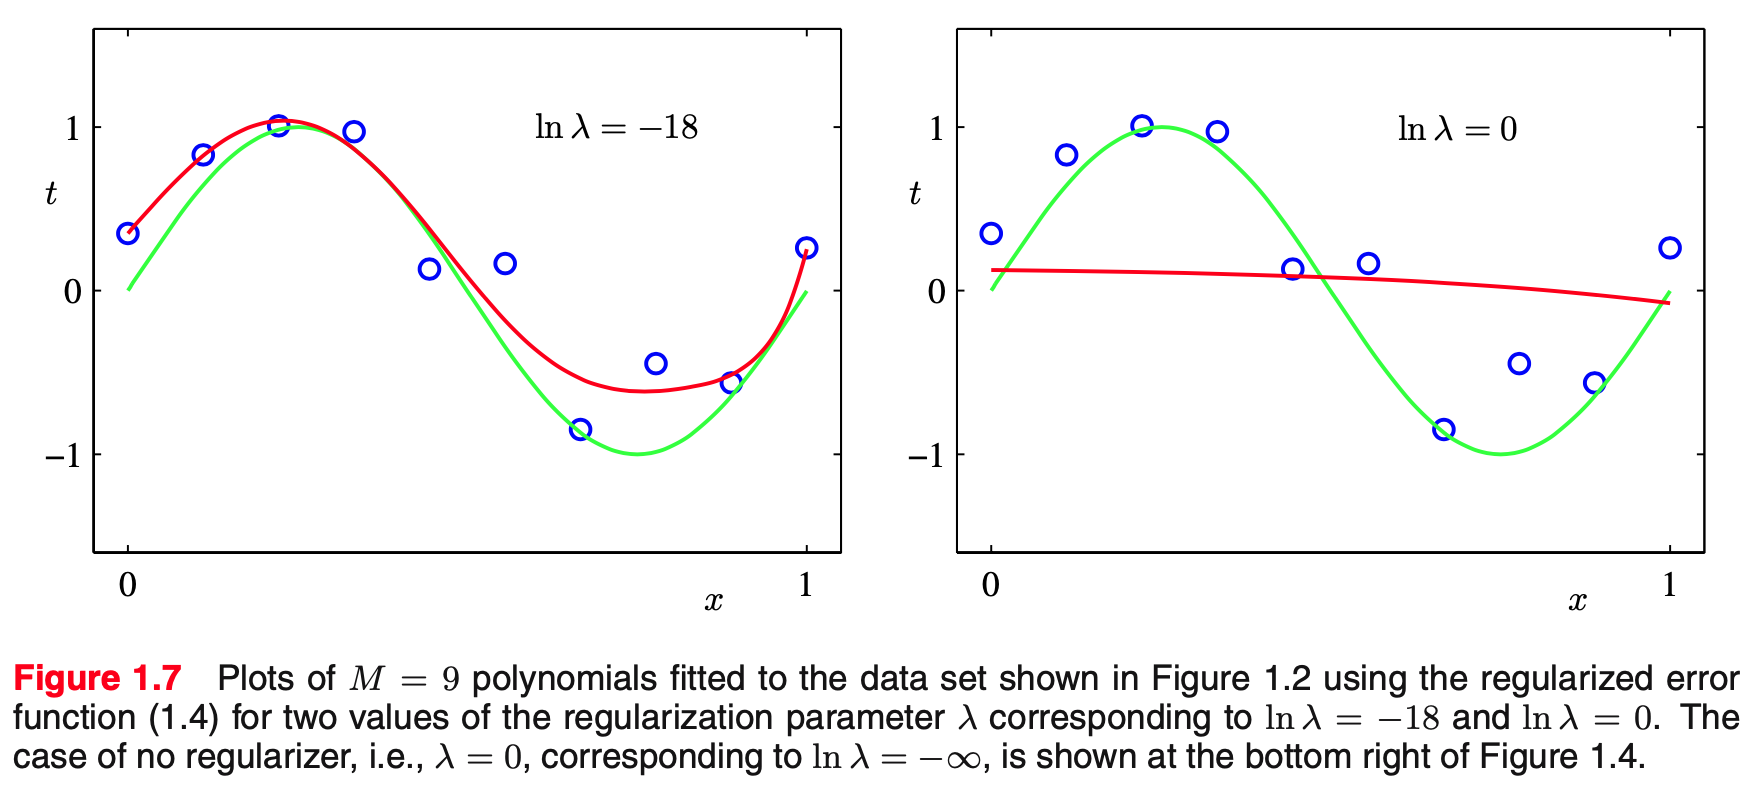 1
t
0
−1
0
x
1
ln λ = −18
1
t
0
−1
0
x
1
ln λ = 0
Figure 1.7 Plots of M = 9 polynomials fitted to the data set shown in Figure 1.2 using the regularized error
function (1.4) for two values of the regularization parameter λ corresponding to ln λ = −18 and ln λ = 0. The
case of no regularizer, i.e., λ = 0, corresponding to ln λ = −∞, is shown at the bottom right of Figure 1.4.